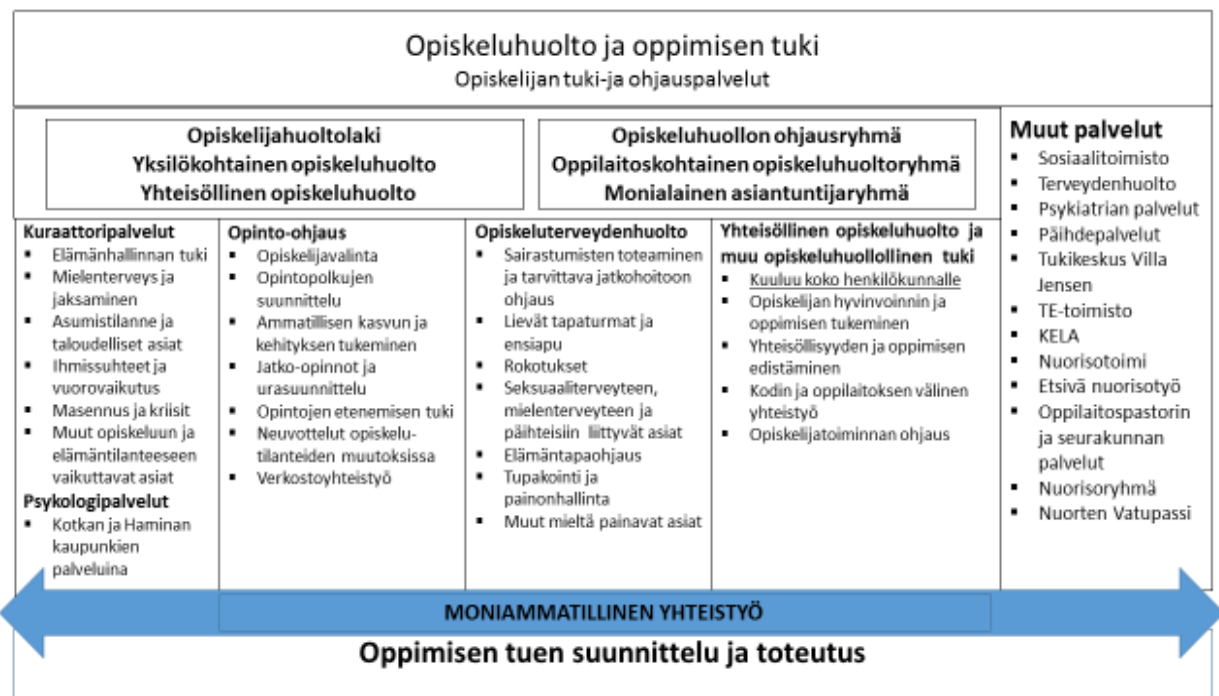 Opiskeluhuolto ja oppimisen tuki
Opiskelijan tuki-ja ohjauspalvelut
Opiskelijahuoltolaki
Yksilökohtainen opiskeluhuolto
Yhteisöllinen opiskeluhuolto
Opiskeluhuollon ohjausryhmä
Oppilaitoskohtainen opiskeluhuoltoryhmä
Monialainen asiantuntijaryhmä
Kuraattoripalvelut
▪ Elämänhallinnan tuki
▪ Mielenterveys ja
jaksaminen
▪ Asumistilanne ja
taloudelliset asiat
▪ Ihmissuhteet ja
vuorovaikutus
▪ Masennus ja kriisit
▪ Muut opiskeluun ja
elämäntilanteeseen
vaikuttavat asiat
Psykologipalvelut
▪ Kotkan ja Haminan
kaupunkien
palveluina
Opinto-ohjaus
▪ Opiskelijavalinta
▪ Opintopolkujen
suunnittelu
▪ Ammatillisen kasvun ja
kehityksen tukeminen
▪ Jatko-opinnot ja
urasuunnittelu
▪ Opintojen etenemisen tuki
▪ Neuvottelut opiskelu-
tilanteiden muutoksissa
▪ Verkostoyhteistyö
Opiskeluterveydenhuolto
▪ Sairastumisten toteaminen
ja tarvittava jatkohoitoon
ohjaus
▪ Lievät tapaturmat ja
ensiapu
▪ Rokotukset
▪ Seksuaaliterveyteen,
mielenterveyteen ja
päihteisiin liittyvät asiat
▪ Elämäntapaohjaus
▪ Tupakointi ja
painonhallinta
▪ Muut mieltä painavat asiat
Yhteisöllinen opiskeluhuolto ja
muu opiskeluhuollollinen tuki
▪ Kuuluu koko henkilökunnalle
▪ Opiskelijan hyvinvoinnin ja
oppimisen tukeminen
▪ Yhteisöllisyyden ja oppimisen
edistäminen
▪ Kodin ja oppilaitoksen välinen
yhteistyö
▪ Opiskelijatoiminnan ohjaus
Muut palvelut
▪ Sosiaalitoimisto
▪ Terveydenhuolto
▪ Psykiatrian palvelut
▪ Päihdepalvelut
▪ Tukikeskus Villa
Jensen
▪ TE-toimisto
▪ KELA
▪ Nuorisotoimi
▪ Etsivä nuorisotyö
▪ Oppilaitospastorin
ja seurakunnan
palvelut
▪ Nuorisoryhmä
▪ Nuorten Vatupassi
MONIAMMATILLINEN YHTEISTYÖ
Oppimisen tuen suunnittelu ja toteutus